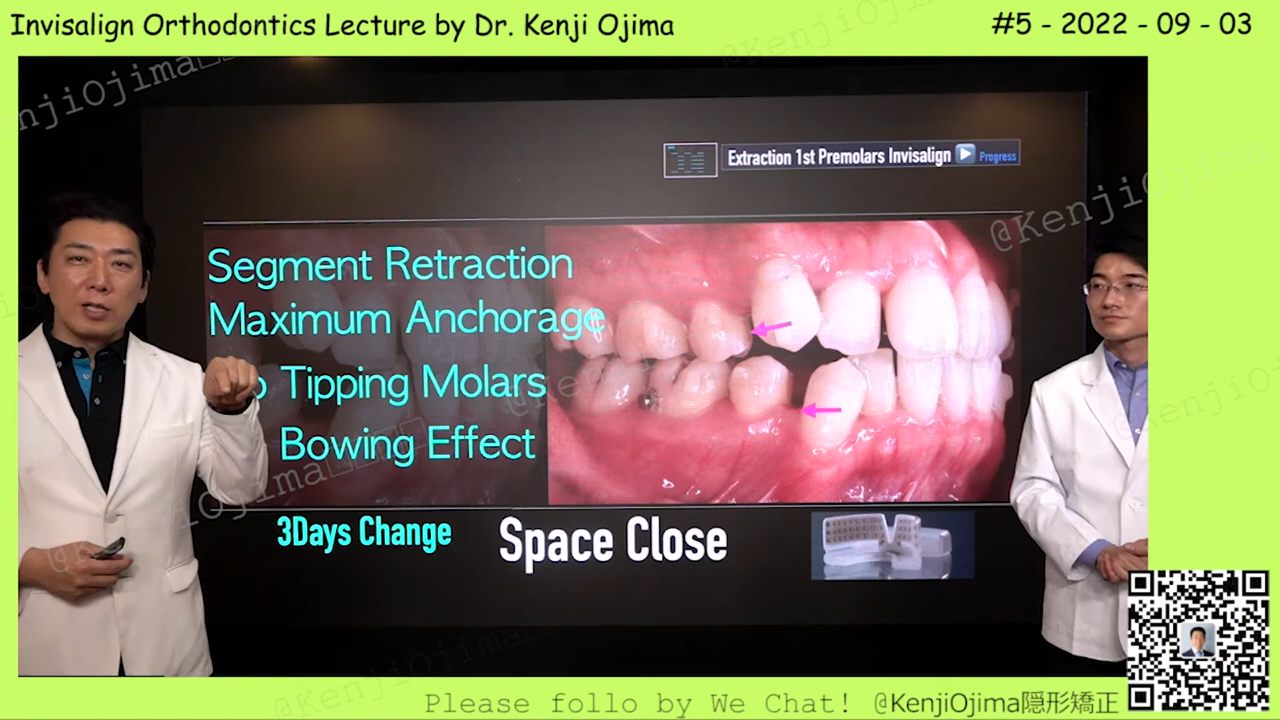 Invisalign Orthodontics Lecture by Dr. Kenji Ojima
#5 - 2022 - 09 - 03
Extraction 1st Premolars Invisalign
Progress
Segment Retraction
Maximum Anchorage
Tipping Molars
Bowing Effect
3Days Change
Space Close
Please follo by We Chat! @KenjiOjima隠形矯正
@KenjiOjima